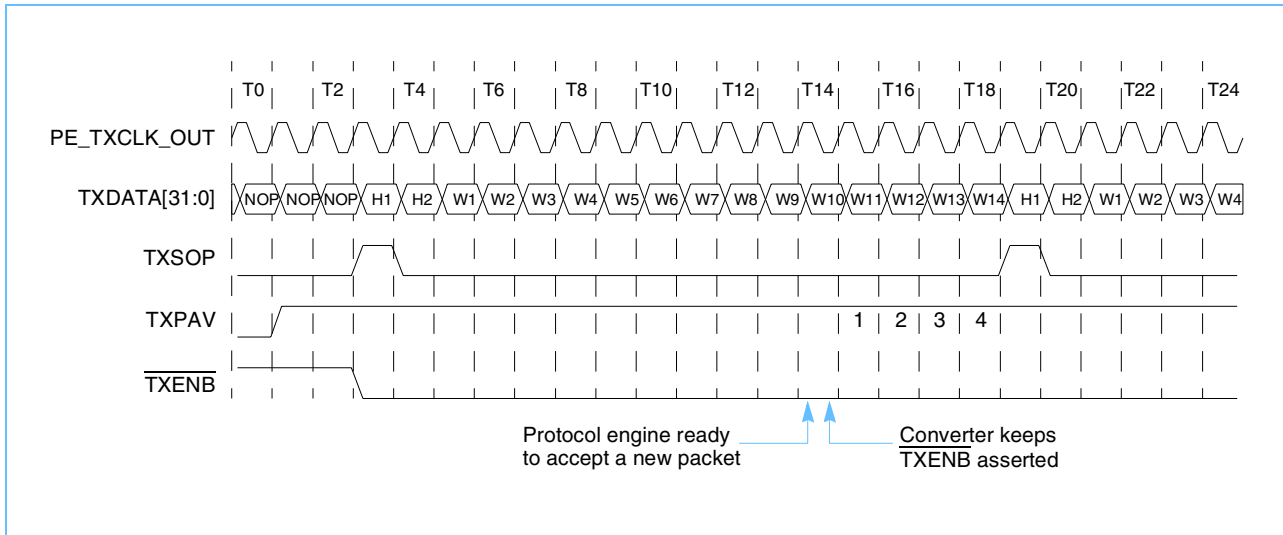 T0 T2 T4 T6 T8 T10 T12 T14 T16 T18 T20 T22 T24
PE_TXCLK_OUT
TXDATA[31:0] NOP NOP NOP H1 H2 W1 W2 W3 W4 W5 W6 W7 W8 W9 W10 W11 W12 W13 W14 H1 H2 W1 W2 W3 W4
TXSOP
TXPAV 1 2 3 4
TXENB
Protocol engine ready
to accept a new packet
Converter keeps
TXENB asserted